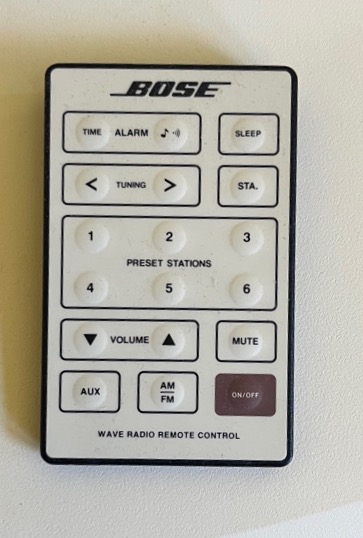 BOSE
TIME ALARM SLEEP
< TUNING > STA.
1 2 3
PRESET STATIONS
4 5 6
▼ VOLUME ▲ MUTE
AUX AM ON/OFF
FM
WAVE RADIO REMOTE CONTROL